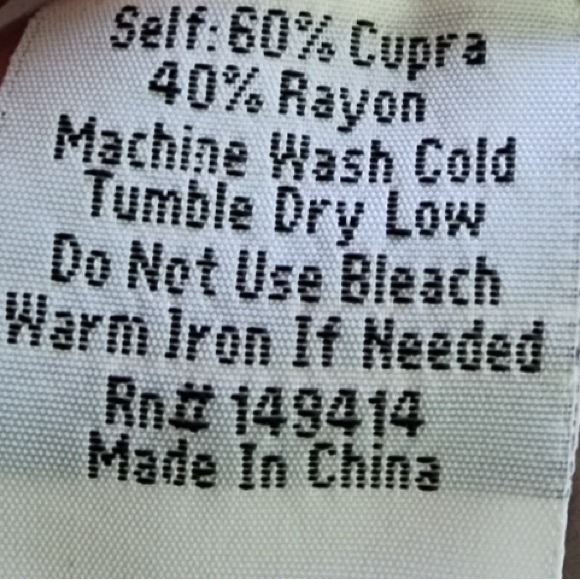 Self: 60% Cupra
40% Rayon
Machine Wash Cold
Tumble Dry Low
Do Not Use Bleach
Warm Iron If Needed
Rn# 149414
Made In China